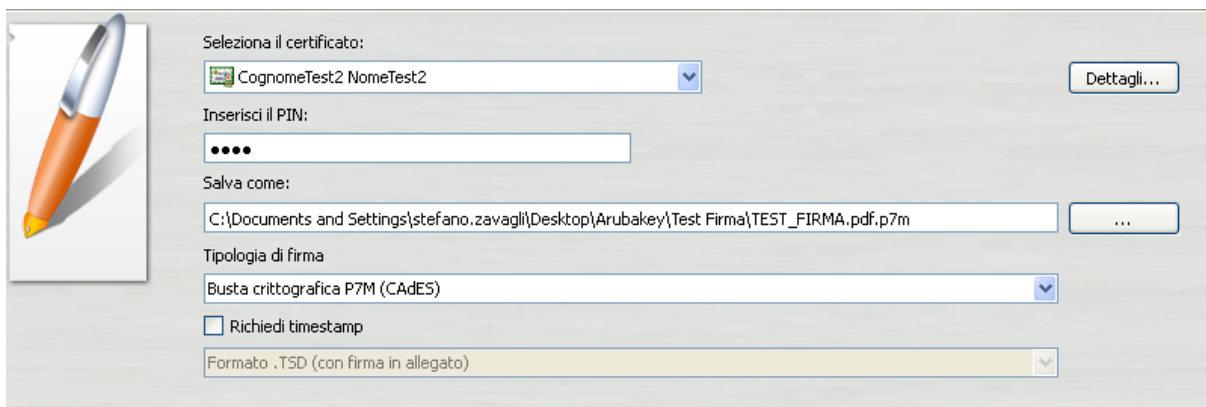 Seleziona il certificato:
CognomeTest2 NomeTest2
Dettagli...
Inserisci il PIN:
••••
Salva come:
C:\Documents and Settings\stefano.zavagli\Desktop\Arubakey\Test Firma\TEST_FIRMA.pdf.p7m
...
Tipologia di firma
Busta crittografica P7M (CAdES)
Richiedi timestamp
Formato .TSD (con firma in allegato)